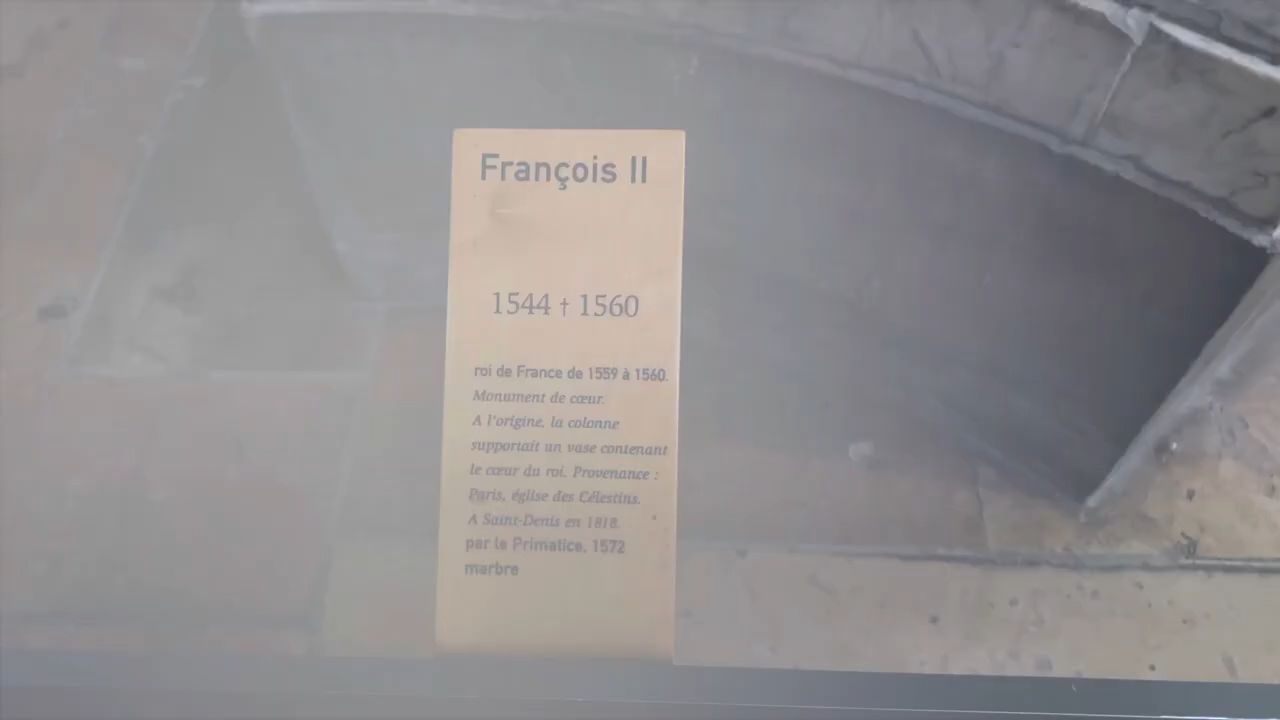 François II
1544 † 1560
roi de France de 1559 à 1560.
Monument de cœur.
A l'origine, la colonne
supportait un vase contenant
le cœur du roi. Provenance :
Paris, église des Célestins.
A Saint-Denis en 1818.
par le Primatice, 1572
marbre